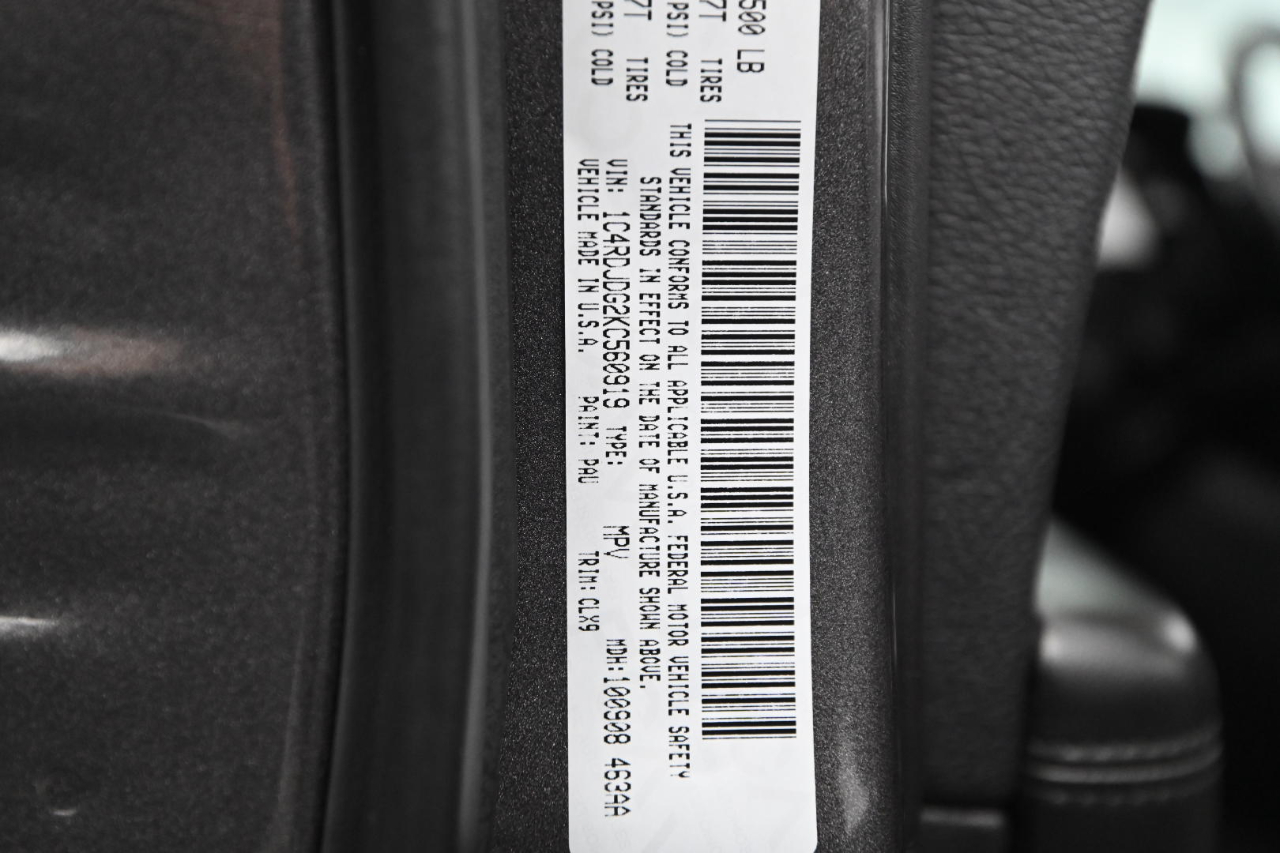 500 LB
7T TIRES
PSI) COLD
7T TIRES
PSI) COLD
THIS VEHICLE CONFORMS TO ALL APPLICABLE U.S.A. FEDERAL MOTOR VEHICLE SAFETY
STANDARDS IN EFFECT ON THE DATE OF MANUFACTURE SHOWN ABOVE.
VIN: 1C4RDJDG2KC560919 TYPE: MPV MDH:100908 463AA
VEHICLE MADE IN U.S.A. PAINT: PAU TRIM: CLX9